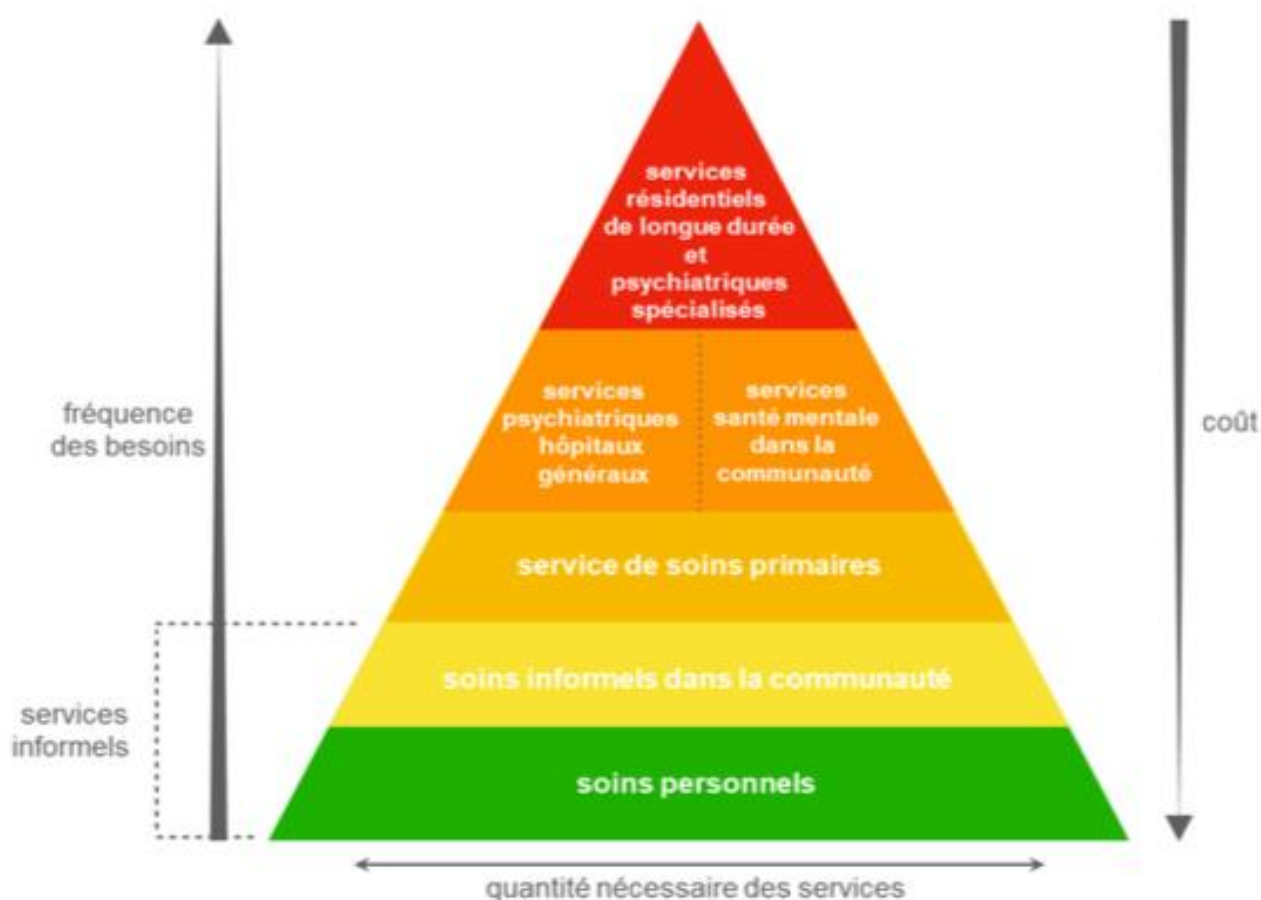 services
résidentiels
de longue durée
et
psychiatriques
spécialisés
services
psychiatriques
hôpitaux
généraux
services
santé mentale
dans la
communauté
fréquence
des besoins
coût
service de soins primaires
soins informels dans la communauté
services
informels
soins personnels
quantité nécessaire des services